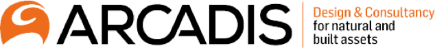 ARCADIS
Design & Consultancy
for natural and
built assets